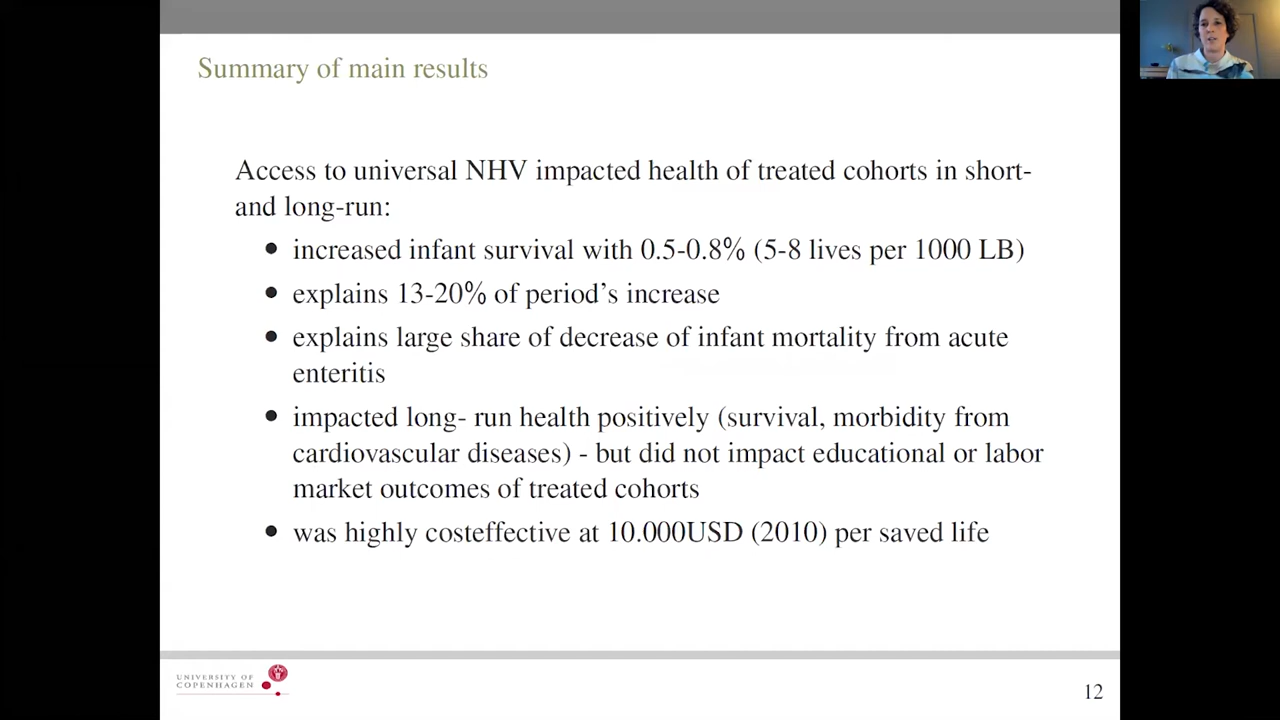 Summary of main results
Access to universal NHV impacted health of treated cohorts in short-
and long-run:
• increased infant survival with 0.5-0.8% (5-8 lives per 1000 LB)
• explains 13-20% of period's increase
• explains large share of decrease of infant mortality from acute
enteritis
• impacted long- run health positively (survival, morbidity from
cardiovascular diseases) - but did not impact educational or labor
market outcomes of treated cohorts
• was highly costeffective at 10.000USD (2010) per saved life
UNIVERSITY OF
COPENHAGEN
12